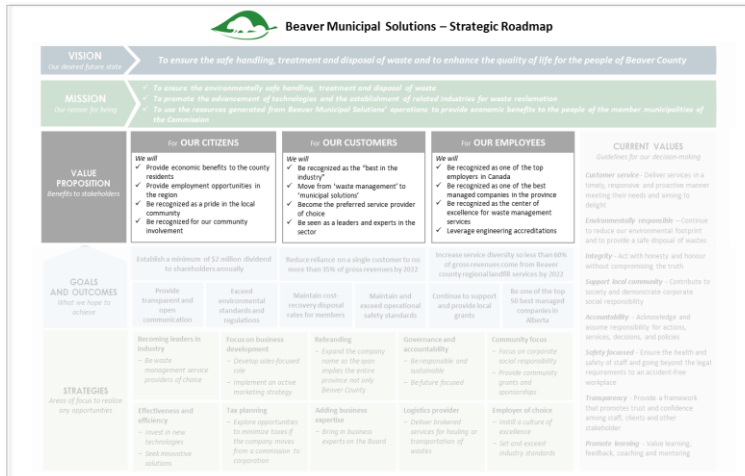 Beaver Municipal Solutions – Strategic Roadmap
VISION
Our desired future state
To ensure the safe handling, treatment and disposal of waste and to enhance the quality of life for the people of Beaver County
MISSION
Our reason for being
✓ To ensure the environmentally safe handling, treatment and disposal of waste
✓ To promote the advancement of technologies and the establishment of related industries for waste reclamation
✓ To use the resources generated from Beaver Municipal Solutions' operations to provide economic benefits to the people of the member municipalities of
the Commission
VALUE
PROPOSITION
Benefits to stakeholders
For OUR CITIZENS
We will
✓ Provide economic benefits to the county
residents
✓ Provide employment opportunities in
the region
✓ Be recognized as a pride in the local
community
✓ Be recognized for our community
involvement
For OUR CUSTOMERS
We will
✓ Be recognized as the "best in the
industry"
✓ Move from 'waste management' to
'municipal solutions'
✓ Become the preferred service provider
of choice
✓ Be seen as a leaders and experts in the
sector
For OUR EMPLOYEES
We will
✓ Be recognized as one of the top
employers in Canada
✓ Be recognized as one of the best
managed companies in the province
✓ Be recognized as the center of
excellence for waste management
services
✓ Leverage engineering accreditations
GOALS
AND OUTCOMES
What we hope to
achieve
Establish a minimum of $2 million dividend
to shareholders annually
Reduce reliance on a single customer to no
more than 35% of gross revenues by 2022
Increase service diversity so less than 60%
of gross revenues come from Beaver
county regional landfill services by 2022
Provide
transparent and
open
communication
Exceed
environmental
standards and
regulations
Maintain cost-
recovery disposal
rates for members
Maintain and
exceed operational
safety standards
Continue to support
and provide local
grants
Be one of the top
50 best managed
companies in
Alberta
STRATEGIES
Areas of focus to realize
any opportunities
Becoming leaders in
industry
– Be waste
management service
providers of choice
Focus on business
development
– Develop sales-focused
role
– Implement an active
marketing strategy
Rebranding
– Expand the company
name as the span
implies the entire
province not only
Beaver County
Governance and
accountability
– Be responsible and
sustainable
– Be future focused
Community focus
– Focus on corporate
social responsibility
– Provide community
grants and
sponsorships
Effectiveness and
efficiency
– Invest in new
technologies
– Seek innovative
solutions
Tax planning
– Explore opportunities
to minimize taxes if
the company moves
from a commission to
corporation
Adding business
expertise
– Bring in business
experts on the Board
Logistics provider
– Deliver brokered
services for hauling or
transportation of
wastes
Employer of choice
– Instill a culture of
excellence
– Set and exceed
industry standards
CURRENT VALUES
Guidelines for our decision-making
Customer service - Deliver services in a
timely, responsive and proactive manner
meeting their needs and aiming to
delight
Environmentally responsible – Continue
to reduce our environmental footprint
and to provide a safe disposal of wastes
Integrity - Act with honesty and honour
without compromising the truth
Support local community - Contribute to
society and demonstrate corporate
social responsibility
Accountability – Acknowledge and
assume responsibility for actions,
services, decisions, and policies
Safety focused - Ensure the health and
safety of staff and going beyond the legal
requirements to an accident-free
workplace
Transparency - Provide a framework
that promotes trust and confidence
among staff, clients and other
stakeholder
Promote learning - Value learning,
feedback, coaching and mentoring